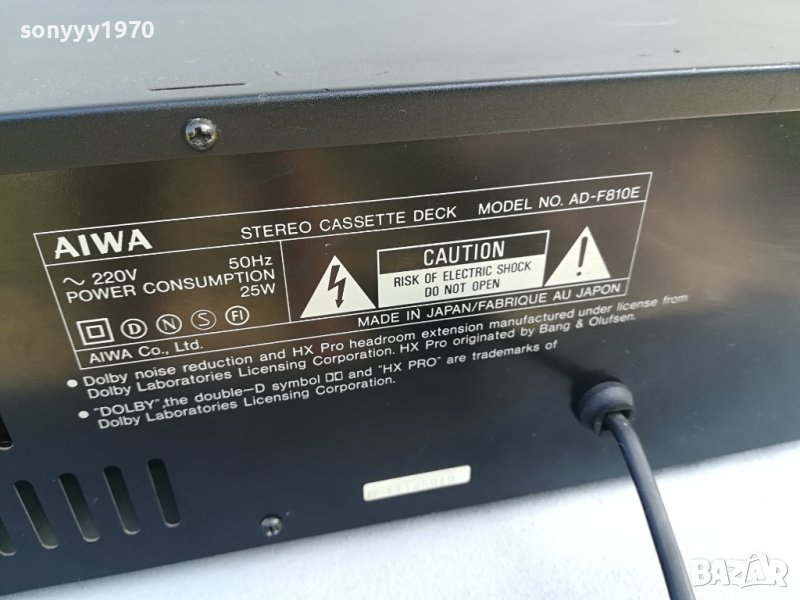 sonyyy1970
AIWA STEREO CASSETTE DECK MODEL NO. AD-F810E
~ 220V 50Hz
POWER CONSUMPTION
25W
D N S FI
AIWA Co., Ltd.
CAUTION
RISK OF ELECTRIC SHOCK
DO NOT OPEN
MADE IN JAPAN/FABRIQUE AU JAPON
• Dolby noise reduction and HX Pro headroom extension manufactured under license from
Dolby Laboratories Licensing Corporation. HX Pro originated by Bang & Olufsen.
• "DOLBY", the double-D symbol and "HX PRO" are trademarks of
Dolby Laboratories Licensing Corporation.
BAZAR